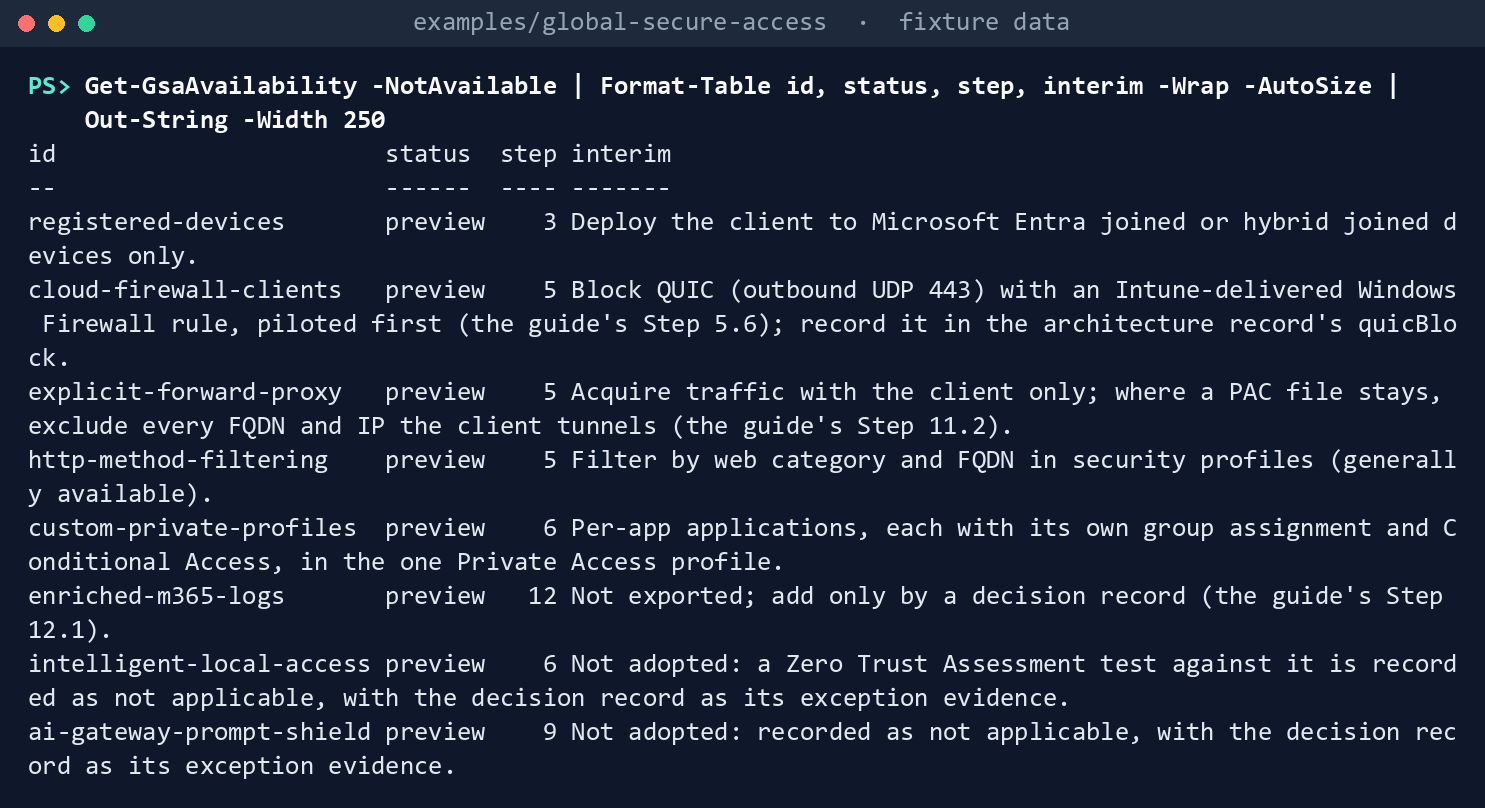 examples/global-secure-access · fixture data
PS> Get-GsaAvailability -NotAvailable | Format-Table id, status, step, interim -Wrap -AutoSize |
Out-String -Width 250
id status step interim
-- ------ ---- -------
registered-devices preview 3 Deploy the client to Microsoft Entra joined or hybrid joined d
evices only.
cloud-firewall-clients preview 5 Block QUIC (outbound UDP 443) with an Intune-delivered Windows
Firewall rule, piloted first (the guide's Step 5.6); record it in the architecture record's quicBlo
ck.
explicit-forward-proxy preview 5 Acquire traffic with the client only; where a PAC file stays,
exclude every FQDN and IP the client tunnels (the guide's Step 11.2).
http-method-filtering preview 5 Filter by web category and FQDN in security profiles (generall
y available).
custom-private-profiles preview 6 Per-app applications, each with its own group assignment and C
onditional Access, in the one Private Access profile.
enriched-m365-logs preview 12 Not exported; add only by a decision record (the guide's Step
12.1).
intelligent-local-access preview 6 Not adopted: a Zero Trust Assessment test against it is record
ed as not applicable, with the decision record as its exception evidence.
ai-gateway-prompt-shield preview 9 Not adopted: recorded as not applicable, with the decision rec
ord as its exception evidence.